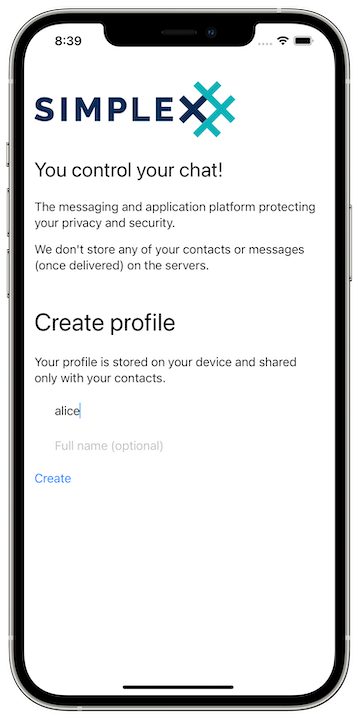 8:39
SIMPLEX
You control your chat!
The messaging and application platform protecting
your privacy and security.
We don't store any of your contacts or messages
(once delivered) on the servers.
Create profile
Your profile is stored on your device and shared
only with your contacts.
alice
Full name (optional)
Create